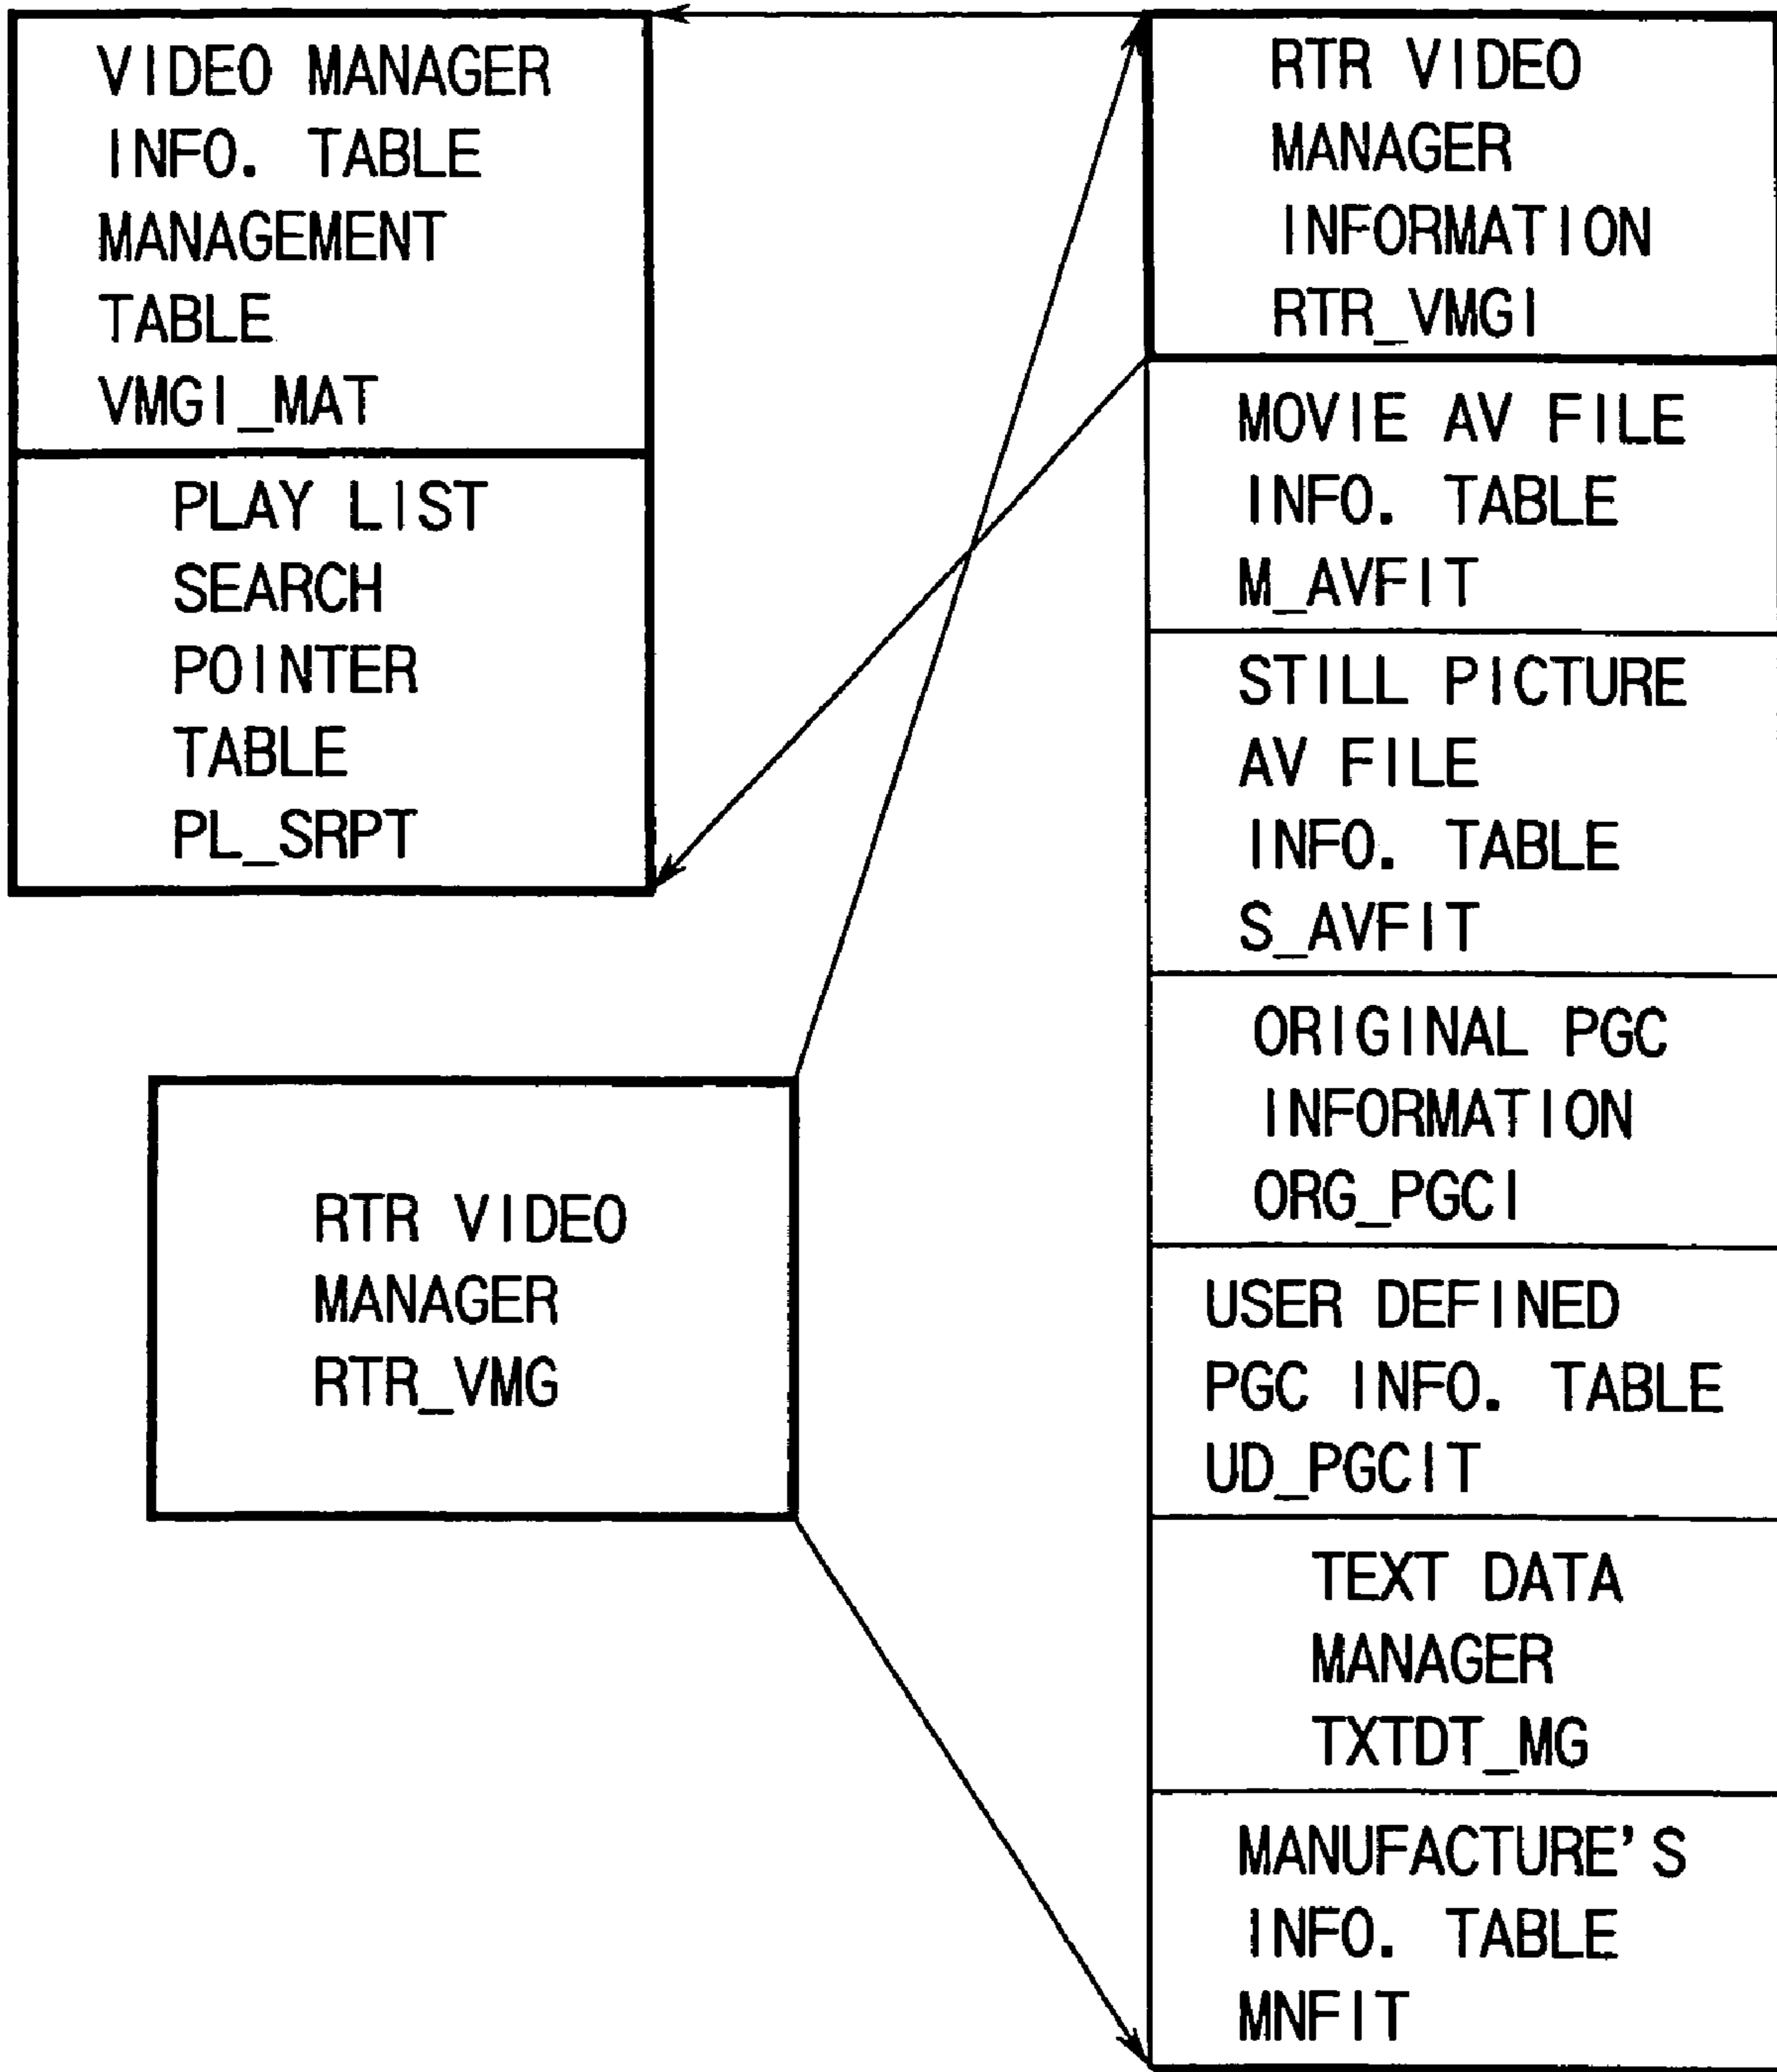 VIDEO MANAGER
INFO. TABLE
MANAGEMENT
TABLE
VMGI_MAT
PLAY LIST
SEARCH
POINTER
TABLE
PL_SRPT
RTR VIDEO
MANAGER
RTR_VMG
RTR VIDEO
MANAGER
INFORMATION
RTR_VMGI
MOVIE AV FILE
INFO. TABLE
M_AVFIT
STILL PICTURE
AV FILE
INFO. TABLE
S_AVFIT
ORIGINAL PGC
INFORMATION
ORG_PGCI
USER DEFINED
PGC INFO. TABLE
UD_PGCIT
TEXT DATA
MANAGER
TXTDT_MG
MANUFACTURE'S
INFO. TABLE
MNFIT